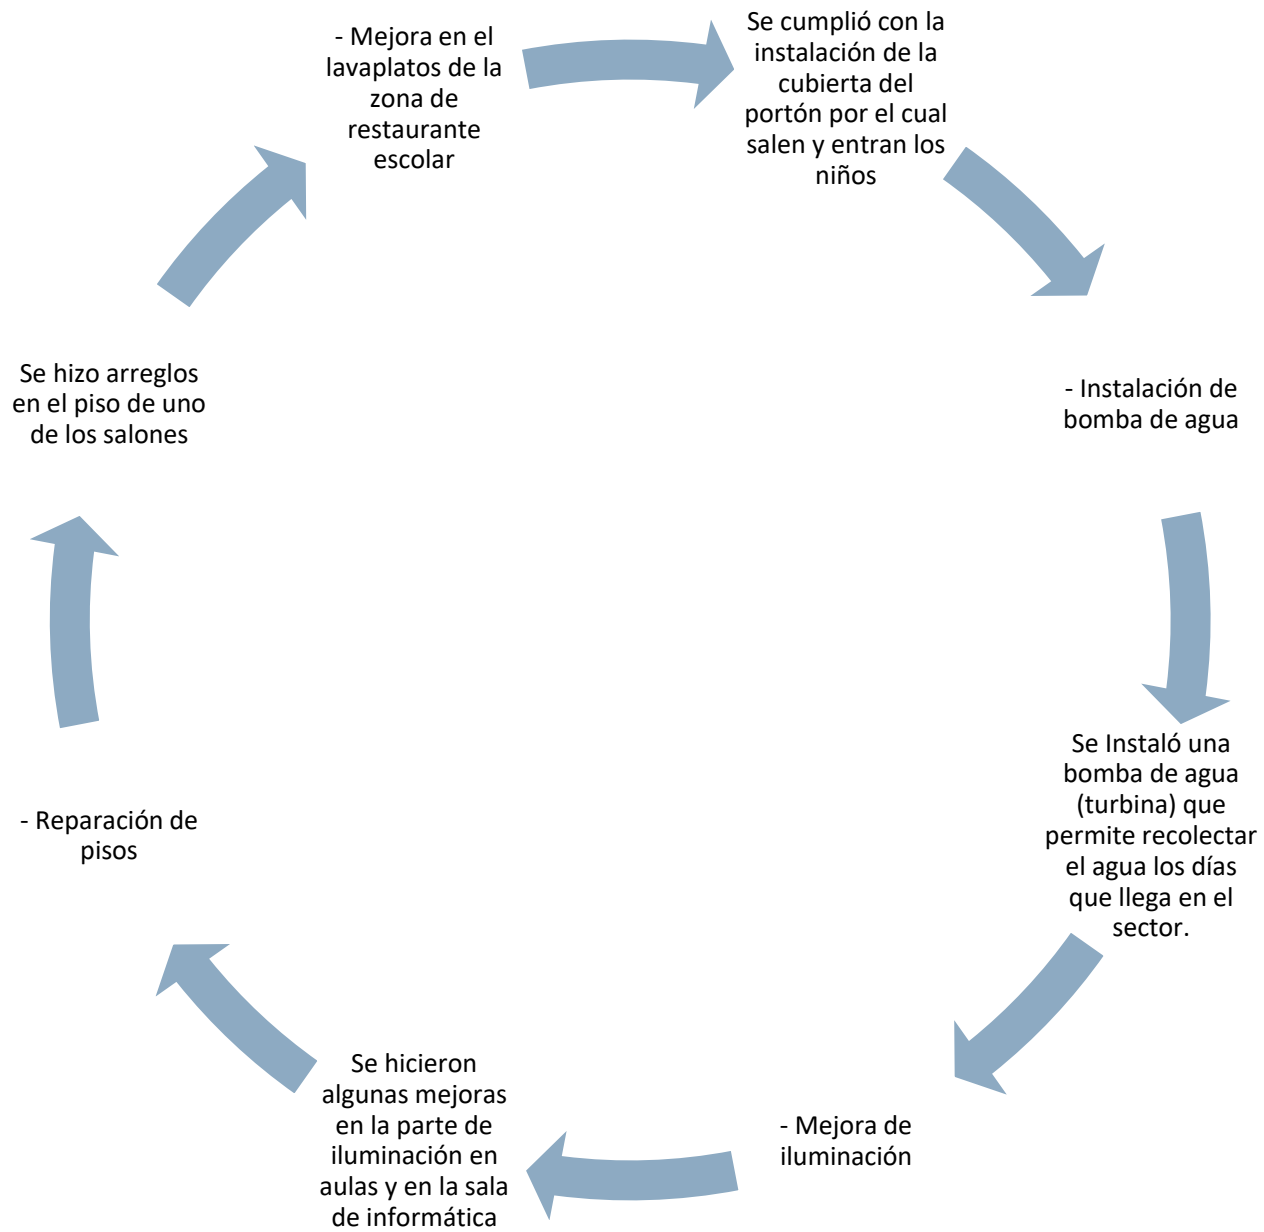 - Mejora en el
lavaplatos de la
zona de
restaurante
escolar
Se cumplió con la
instalación de la
cubierta del
portón por el cual
salen y entran los
niños
- Instalación de
bomba de agua
Se Instaló una
bomba de agua
(turbina) que
permite recolectar
el agua los días
que llega en el
sector.
- Mejora de
iluminación
Se hicieron
algunas mejoras
en la parte de
iluminación en
aulas y en la sala
de informática
- Reparación de
pisos
Se hizo arreglos
en el piso de uno
de los salones